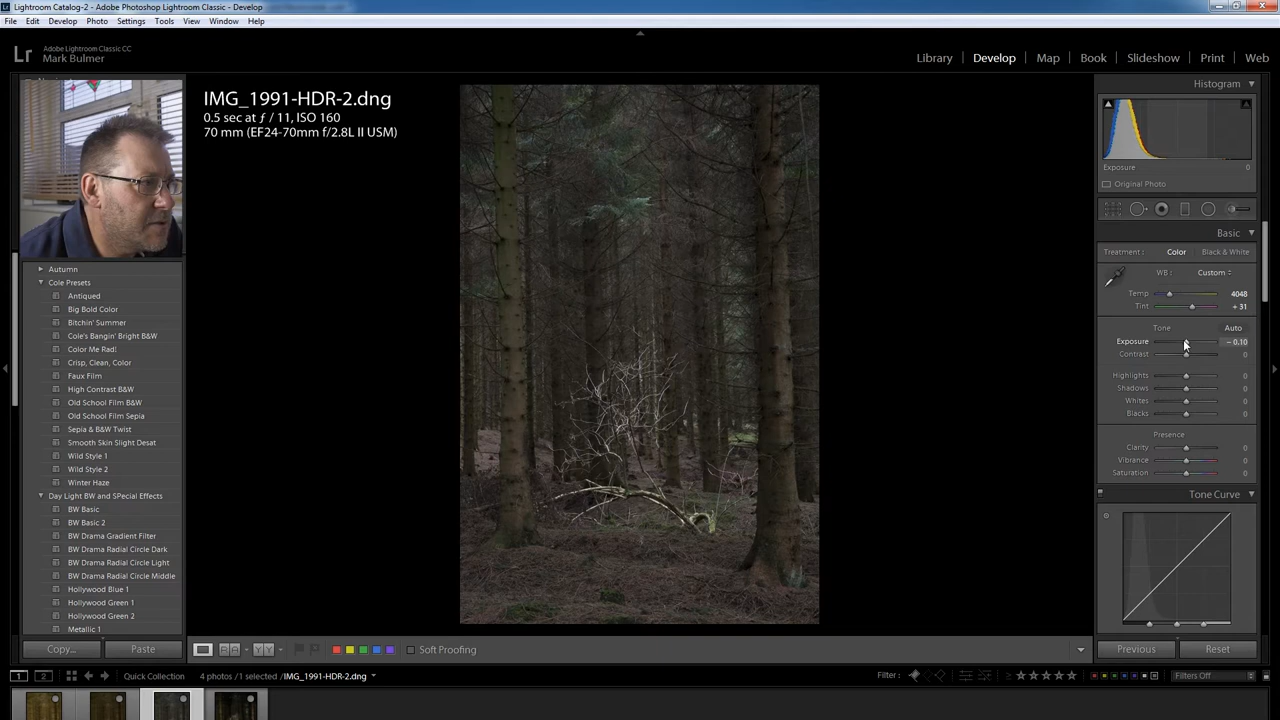 Lightroom Catalog-2 - Adobe Photoshop Lightroom Classic - Develop
File Edit Develop Photo Settings Tools View Window Help
Lr Adobe Lightroom Classic CC
Mark Bulmer
Library Develop Map Book Slideshow Print Web
IMG_1991-HDR-2.dng
0.5 sec at ƒ / 11, ISO 160
70 mm (EF24-70mm f/2.8L II USM)
Autumn
Cole Presets
Antiqued
Big Bold Color
Bitchin' Summer
Cole's Bangin' Bright B&W
Color Me Rad!
Crisp, Clean, Color
Faux Film
High Contrast B&W
Old School Film B&W
Old School Film Sepia
Sepia & B&W Twist
Smooth Skin Slight Desat
Wild Style 1
Wild Style 2
Winter Haze
Day Light BW and SPecial Effects
BW Basic
BW Basic 2
BW Drama Gradient Filter
BW Drama Radial Circle Dark
BW Drama Radial Circle Light
BW Drama Radial Circle Middle
Hollywood Blue 1
Hollywood Green 1
Hollywood Green 2
Metallic 1
Copy... Paste
Histogram
Exposure 0
Original Photo
Basic
Treatment : Color Black & White
WB : Custom
Temp 4048
Tint + 31
Tone Auto
Exposure − 0.10
Contrast 0
Highlights 0
Shadows 0
Whites 0
Blacks 0
Presence
Clarity 0
Vibrance 0
Saturation 0
Tone Curve
Previous Reset
RA YY Soft Proofing
1 2 Quick Collection 4 photos /1 selected /IMG_1991-HDR-2.dng Filter : Filters Off